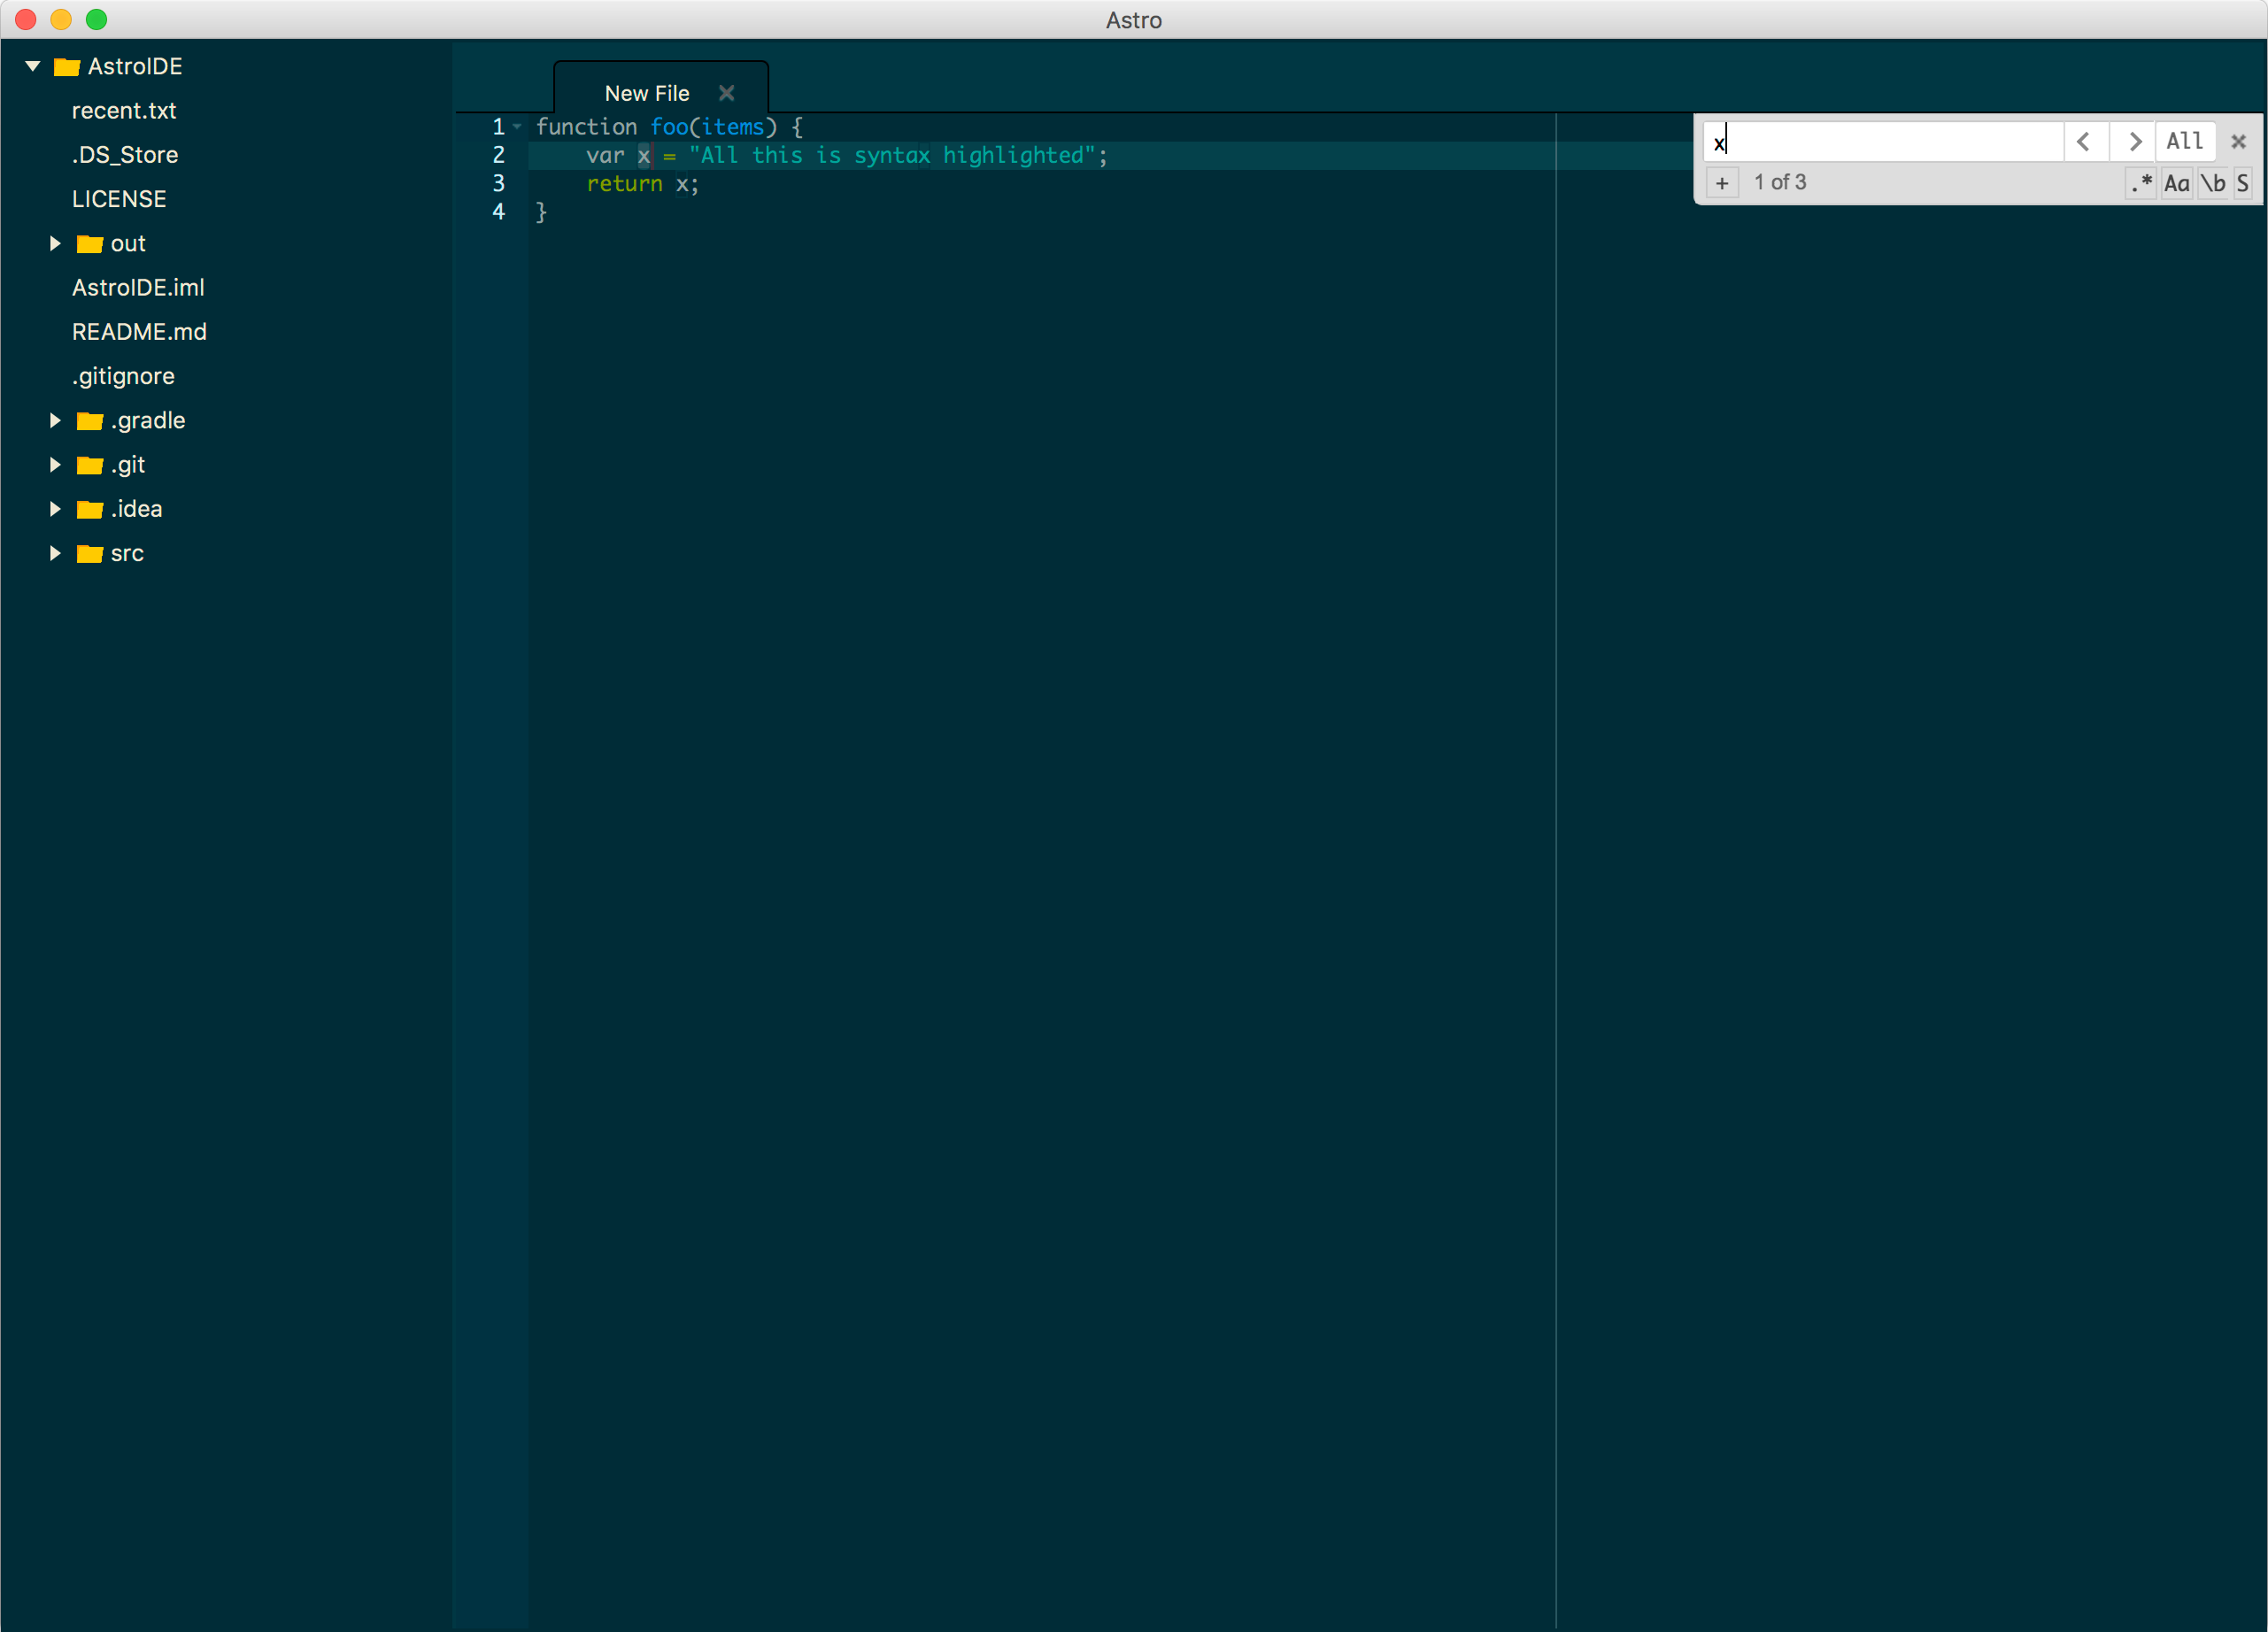 Astro
AstroIDE
recent.txt
.DS_Store
LICENSE
out
AstroIDE.iml
README.md
.gitignore
.gradle
.git
.idea
src
New File
1 function foo(items) {
2 var x = "All this is syntax highlighted";
3 return x;
4 }
x
All
+ 1 of 3 .* Aa \b S